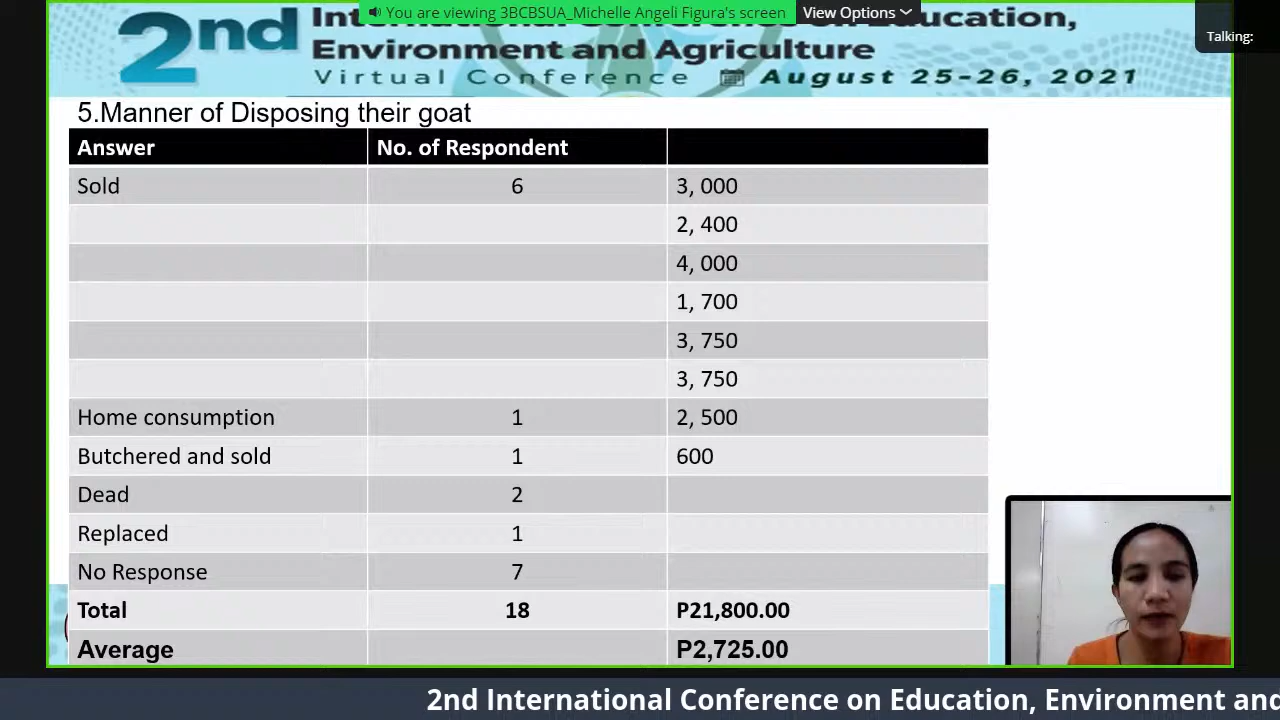 You are viewing 3BCBSUA_Michelle Angeli Figura's screen
View Options
Talking:
2nd
Education,
Environment and Agriculture
Virtual Conference August 25-26, 2021
5.Manner of Disposing their goat
Answer No. of Respondent
Sold 6 3, 000
2, 400
4, 000
1, 700
3, 750
3, 750
Home consumption 1 2, 500
Butchered and sold 1 600
Dead 2
Replaced 1
No Response 7
Total 18 P21,800.00
Average P2,725.00
2nd International Conference on Education, Environment and